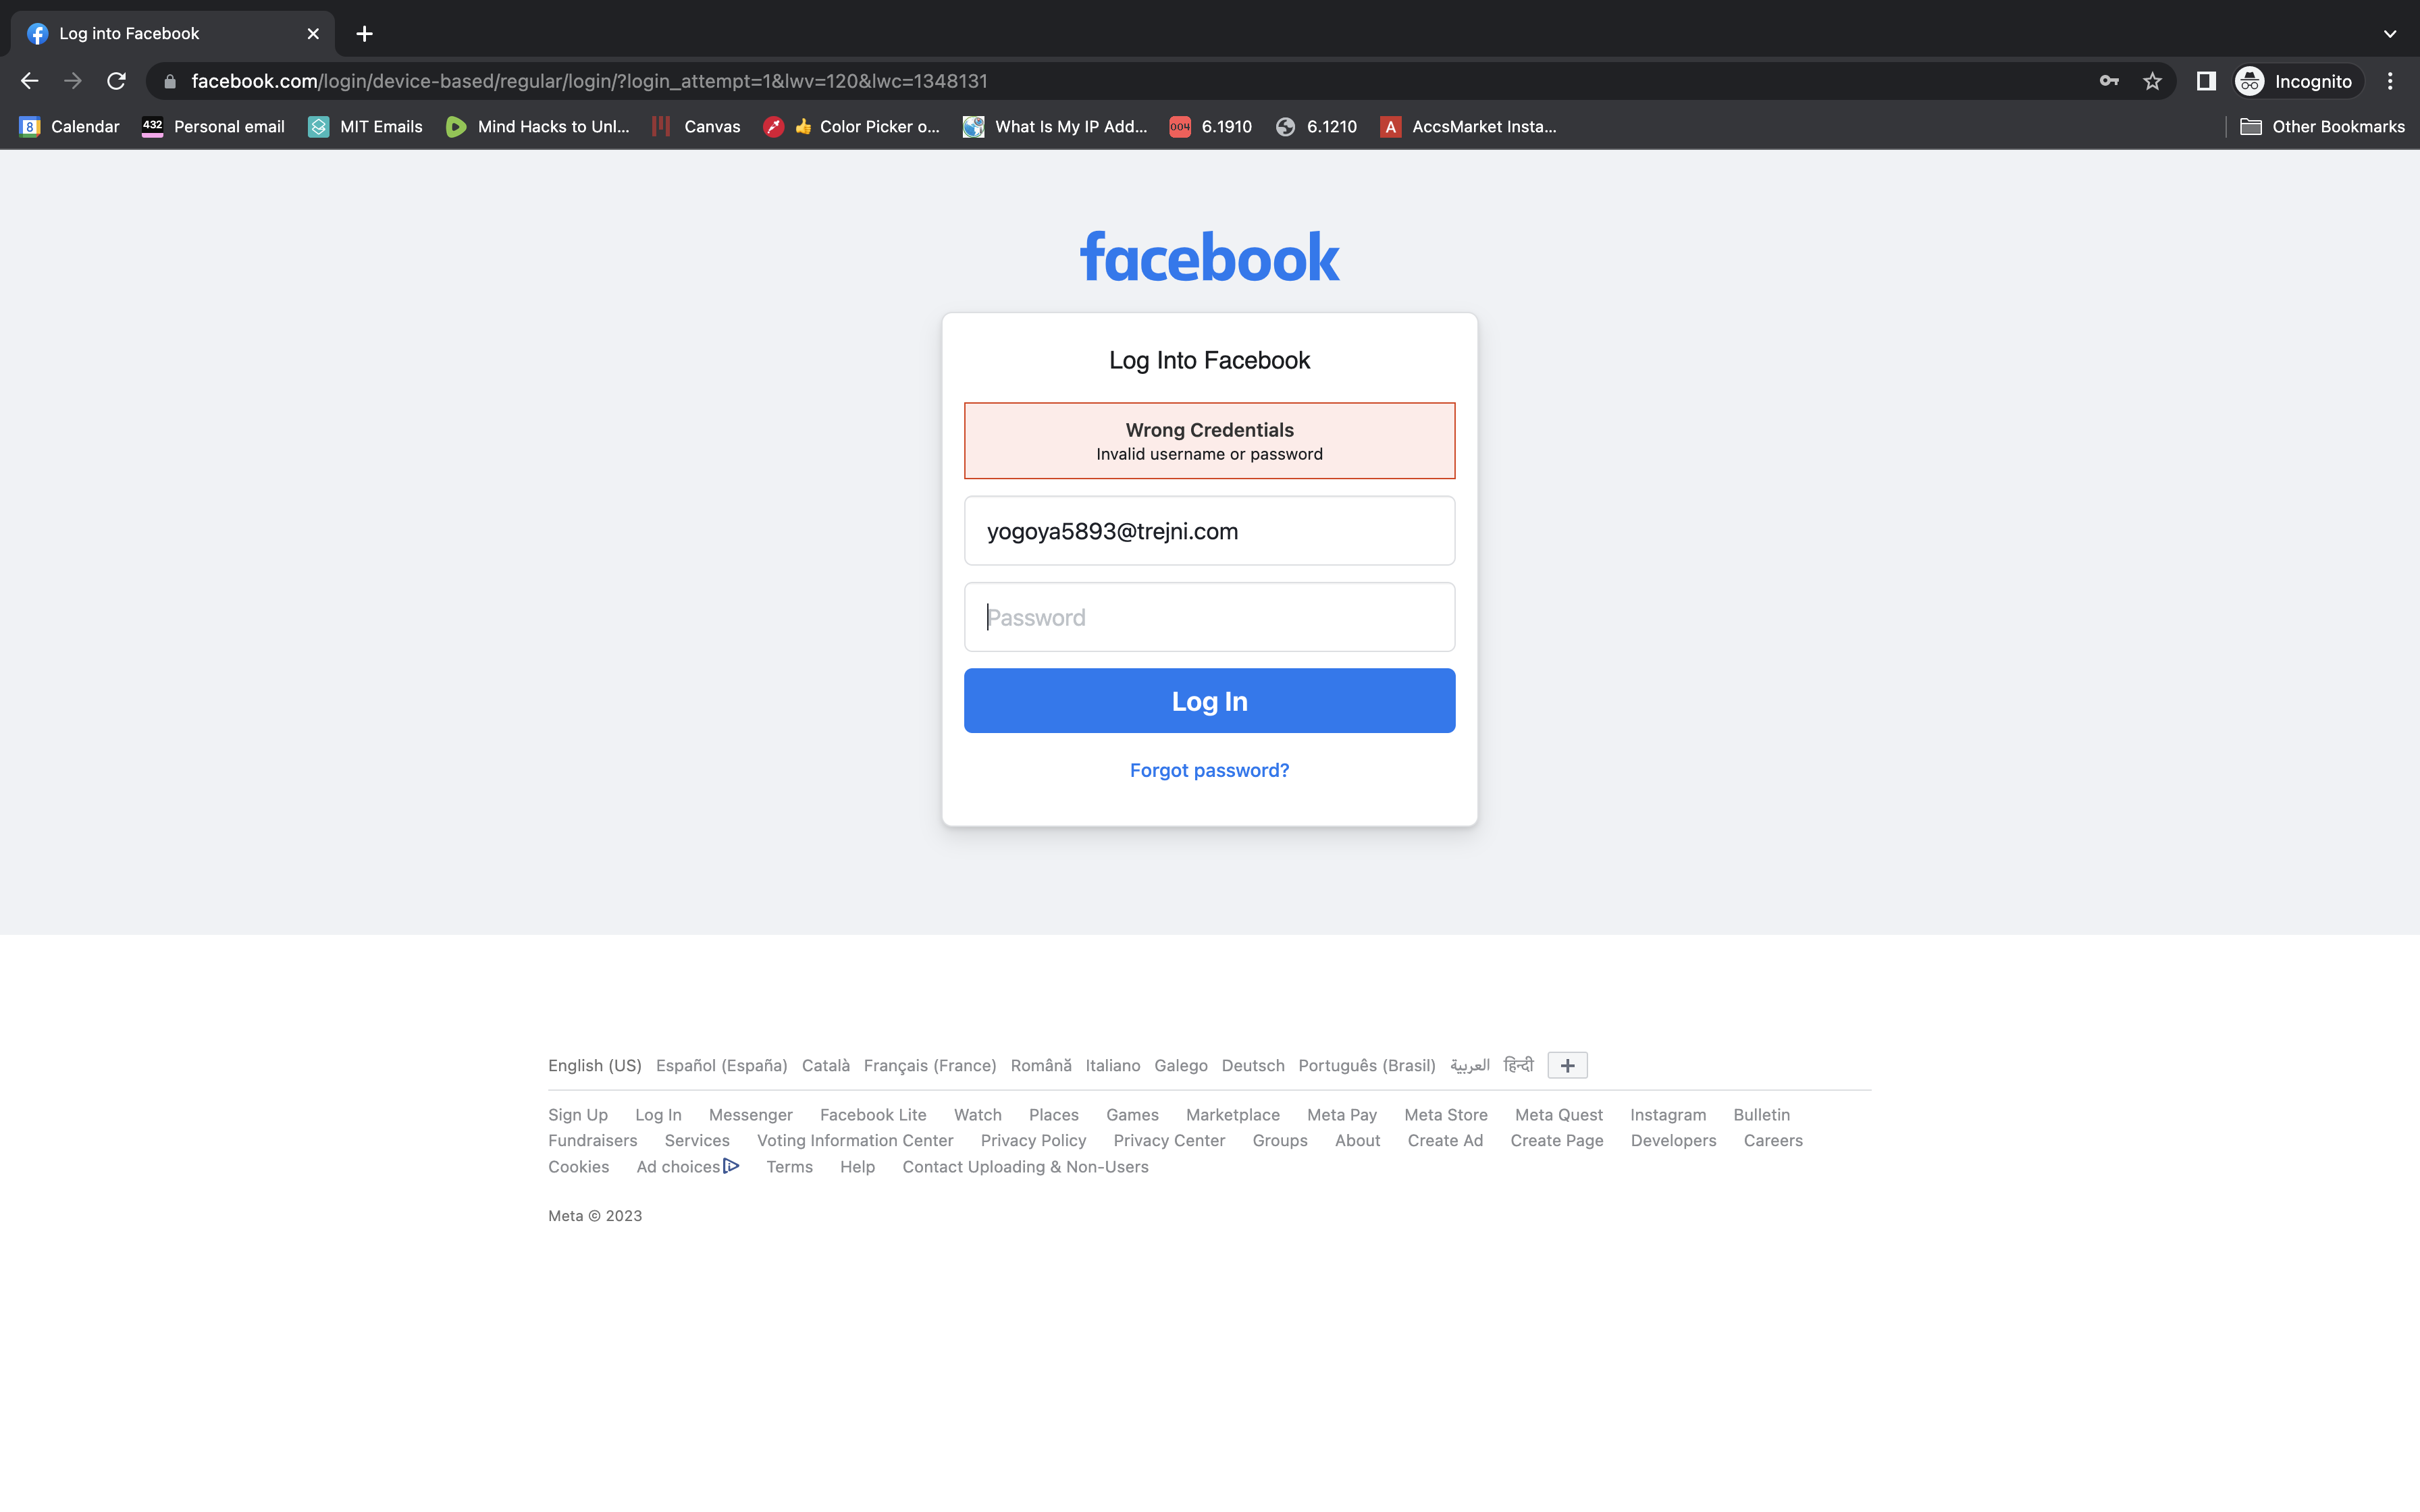 Log into Facebook
facebook.com/login/device-based/regular/login/?login_attempt=1&lwv=120&lwc=1348131
Incognito
8 Calendar 432 Personal email MIT Emails Mind Hacks to Unl... Canvas 👍 Color Picker o... What Is My IP Add... 004 6.1910 6.1210 A AccsMarket Insta... Other Bookmarks
facebook
Log Into Facebook
Wrong Credentials
Invalid username or password
yogoya5893@trejni.com
Password
Log In
Forgot password?
English (US) Español (España) Català Français (France) Română Italiano Galego Deutsch Português (Brasil) العربية हिन्दी
Sign Up Log In Messenger Facebook Lite Watch Places Games Marketplace Meta Pay Meta Store Meta Quest Instagram Bulletin
Fundraisers Services Voting Information Center Privacy Policy Privacy Center Groups About Create Ad Create Page Developers Careers
Cookies Ad choices Terms Help Contact Uploading & Non-Users
Meta © 2023